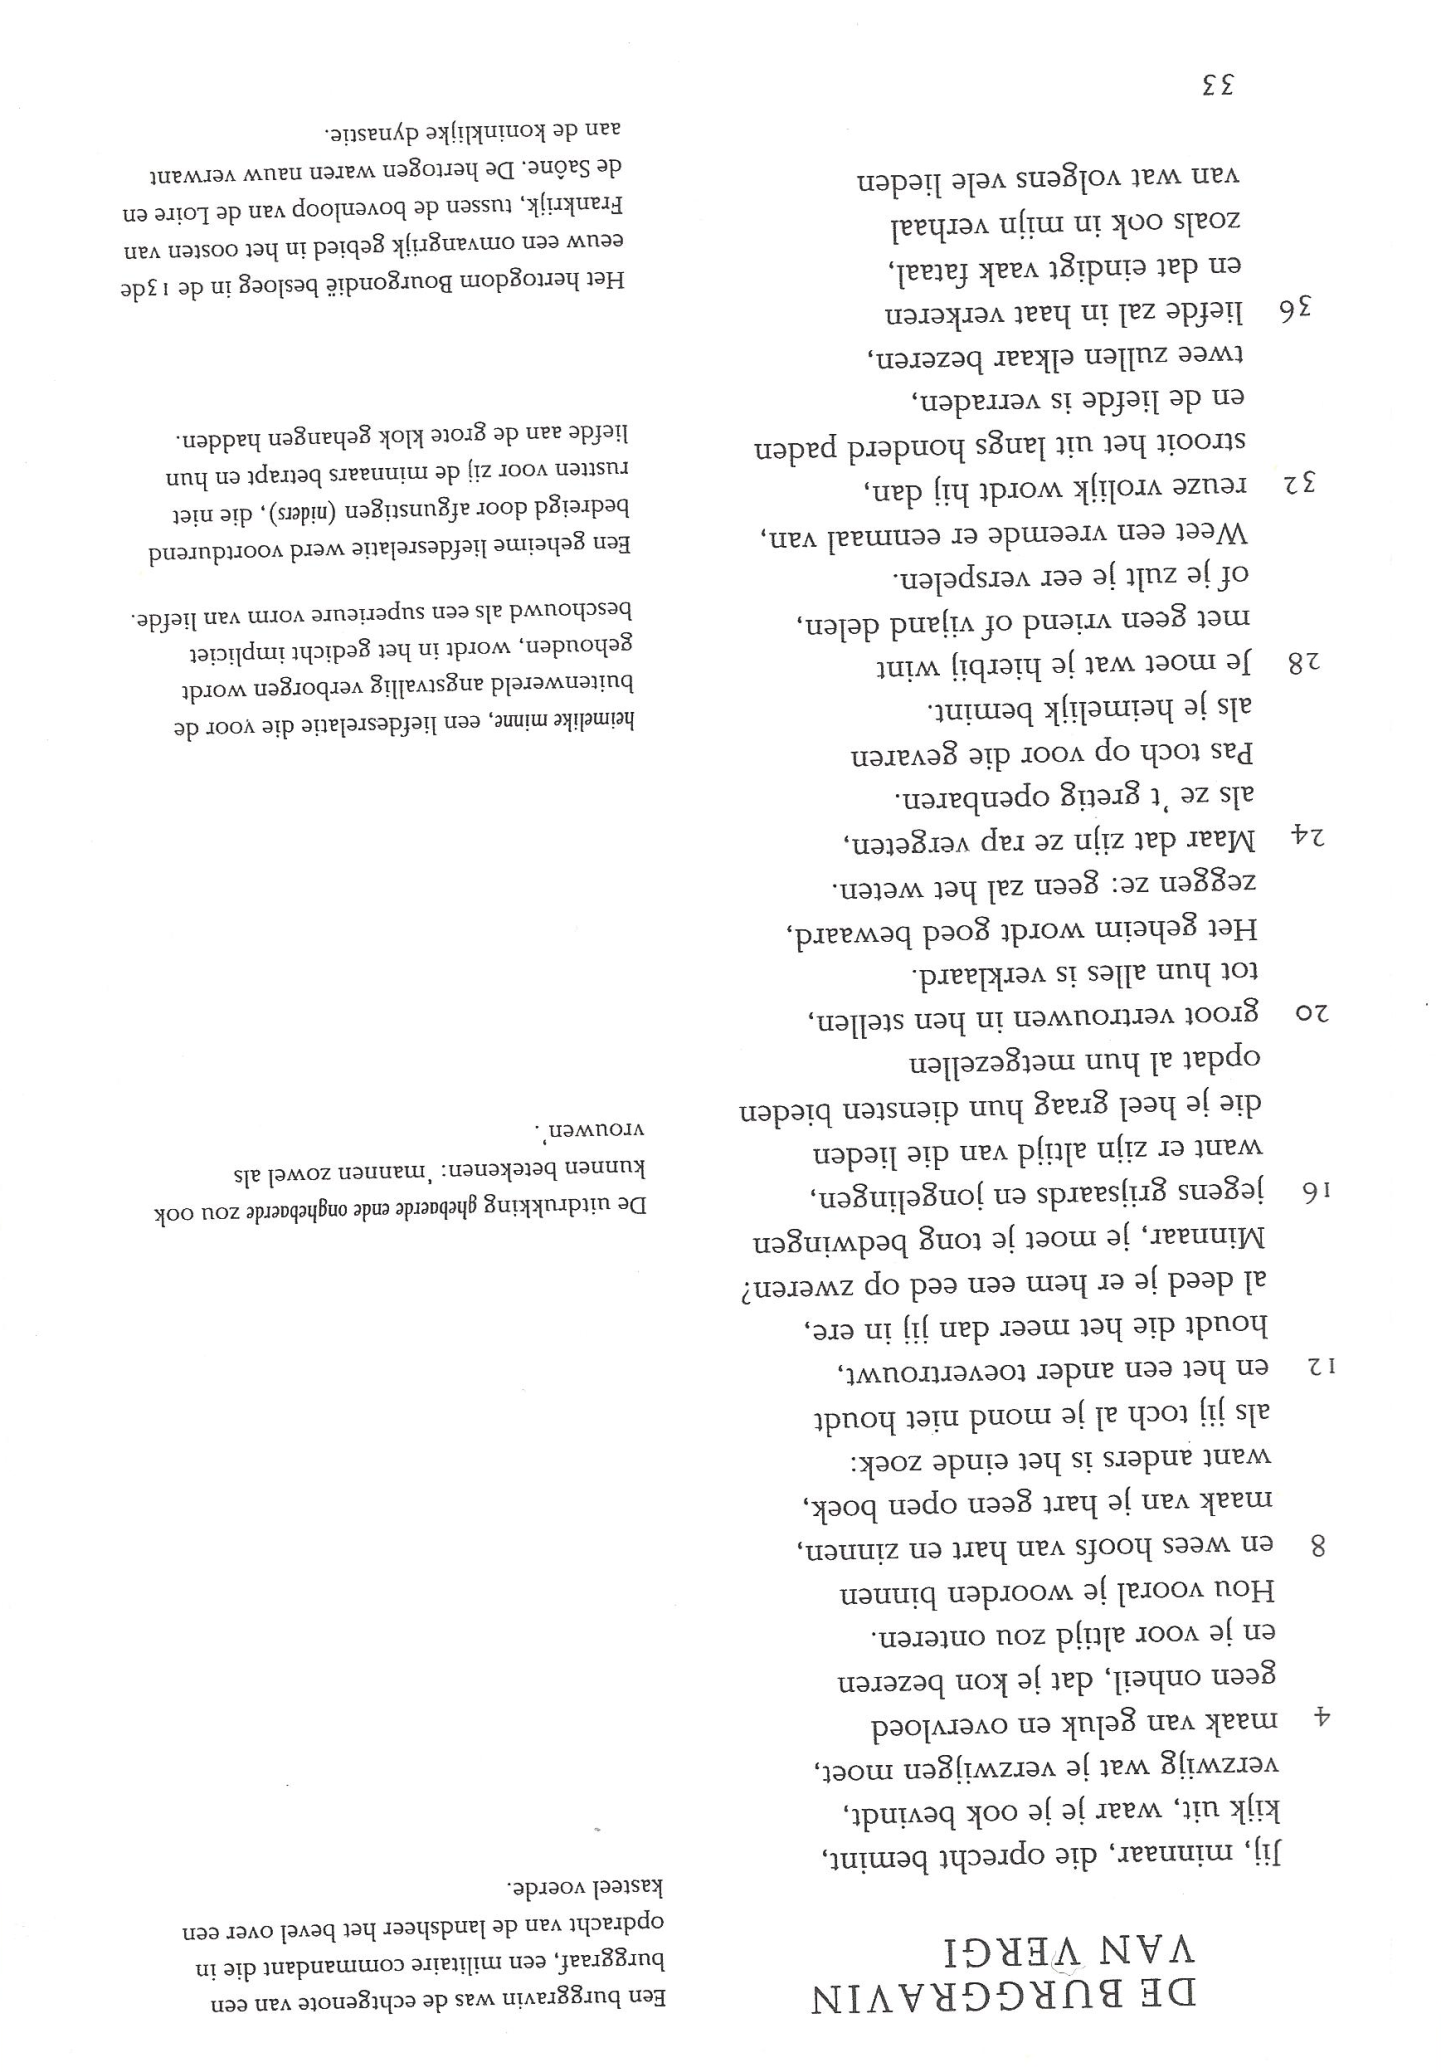 DE BURGGRAVIN
VAN VERGI
Jij, minnaar, die oprecht bemint,
kijk uit, waar je je ook bevindt,
verzwijg wat je verzwijgen moet,
4 maak van geluk en overvloed
geen onheil, dat je kon bezeren
en je voor altijd zou onteren.
Hou vooral je woorden binnen
8 en wees hoofs van hart en zinnen,
maak van je hart geen open boek,
want anders is het einde zoek:
als jij toch al je mond niet houdt
12 en het een ander toevertrouwt,
houdt die het meer dan jij in ere,
al deed je er hem een eed op zweren?
Minnaar, je moet je tong bedwingen
16 jegens grijsaards en jongelingen,
want er zijn altijd van die lieden
die je heel graag hun diensten bieden
opdat al hun metgezellen
20 groot vertrouwen in hen stellen,
tot hun alles is verklaard.
Het geheim wordt goed bewaard,
zeggen ze: geen zal het weten.
24 Maar dat zijn ze rap vergeten,
als ze 't gretig openbaren.
Pas toch op voor die gevaren
als je heimelijk bemint.
28 Je moet wat je hierbij wint
met geen vriend of vijand delen,
of je zult je eer verspelen.
Weet een vreemde er eenmaal van,
32 reuze vrolijk wordt hij dan,
strooit het uit langs honderd paden
en de liefde is verraden,
twee zullen elkaar bezeren,
36 liefde zal in haat verkeren
en dat eindigt vaak fataal,
zoals ook in mijn verhaal
van wat volgens vele lieden
Een burggravin was de echtgenote van een
burggraaf, een militaire commandant die in
opdracht van de landsheer het bevel over een
kasteel voerde.
De uitdrukking ghebaerde ende onghebaerde zou ook
kunnen betekenen: 'mannen zowel als
vrouwen'.
heimelike minne, een liefdesrelatie die voor de
buitenwereld angstvallig verborgen wordt
gehouden, wordt in het gedicht impliciet
beschouwd als een superieure vorm van liefde.
Een geheime liefdesrelatie werd voortdurend
bedreigd door afgunstigen (niders), die niet
rustten voor zij de minnaars betrapt en hun
liefde aan de grote klok gehangen hadden.
Het hertogdom Bourgondië besloeg in de 13de
eeuw een omvangrijk gebied in het oosten van
Frankrijk, tussen de bovenloop van de Loire en
de Saône. De hertogen waren nauw verwant
aan de koninklijke dynastie.
33